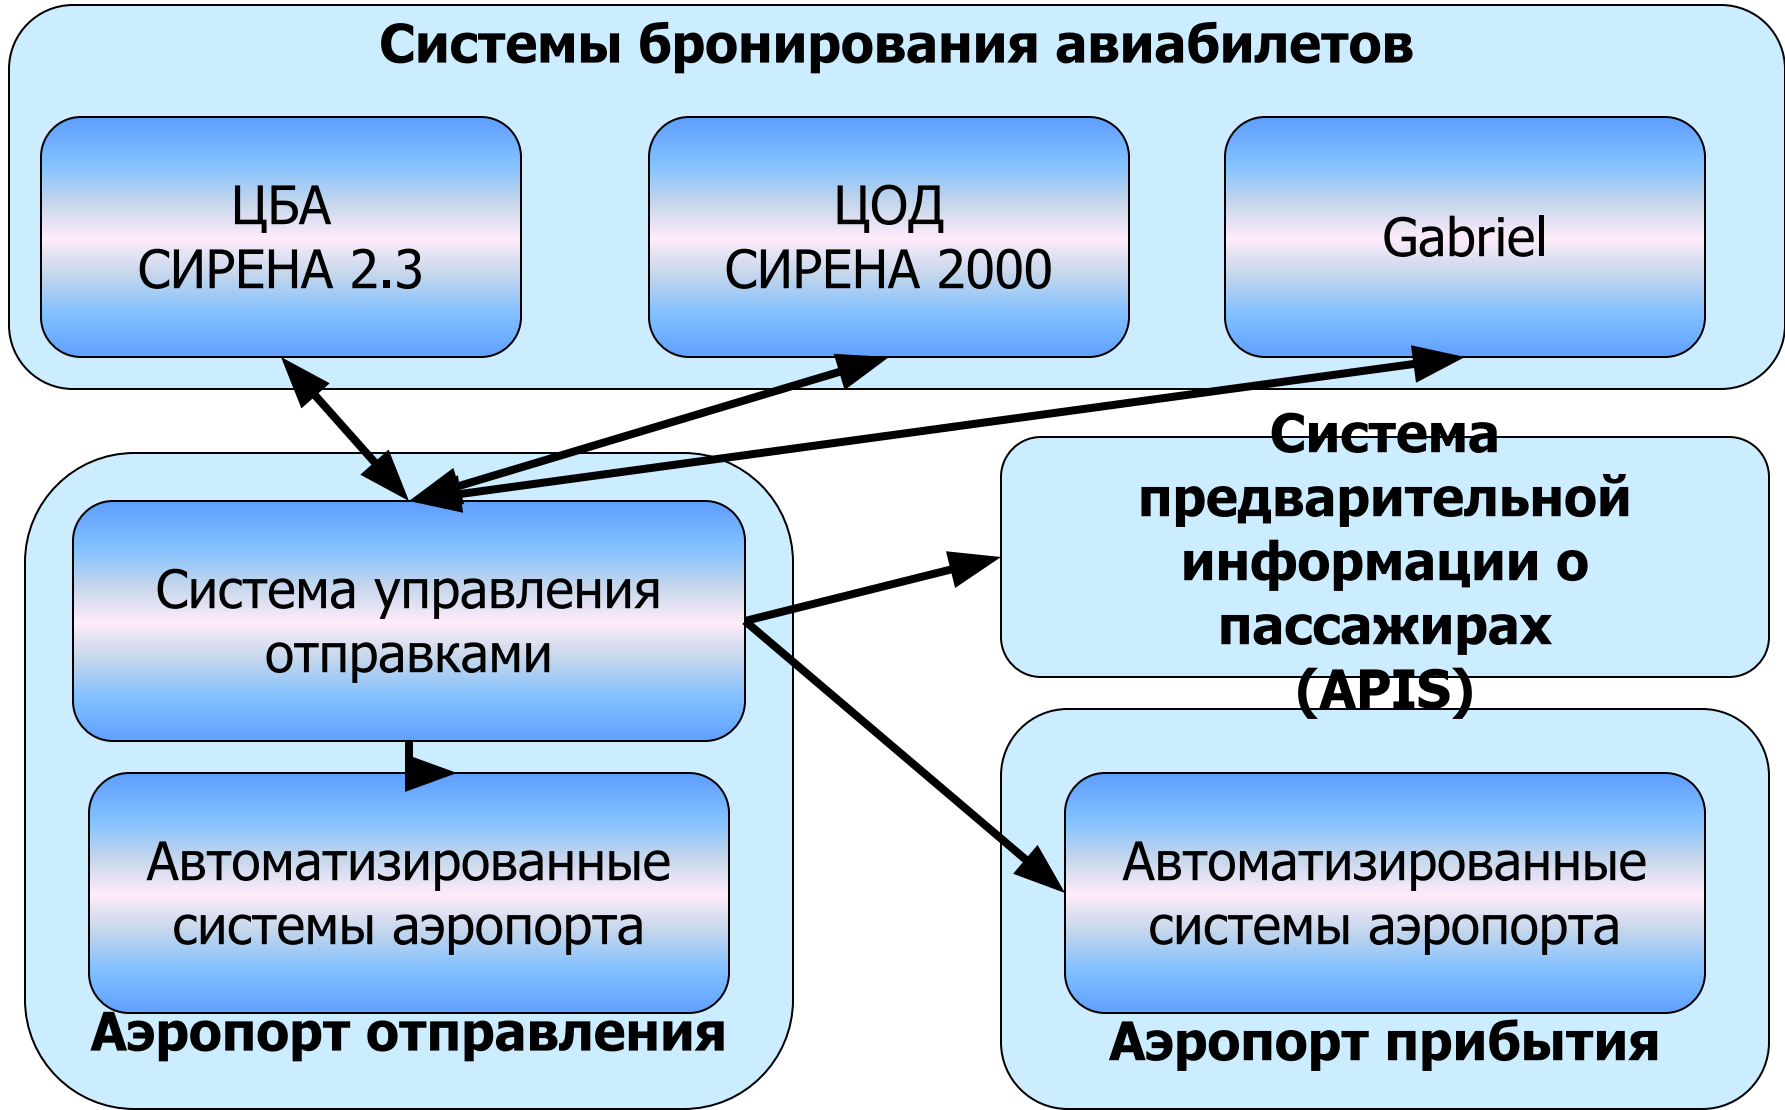 Системы бронирования авиабилетов
ЦБА
СИРЕНА 2.3
ЦОД
СИРЕНА 2000
Gabriel
Система управления
отправками
Автоматизированные
системы аэропорта
Аэропорт отправления
Система
предварительной
информации о
пассажирах
(APIS)
Автоматизированные
системы аэропорта
Аэропорт прибытия